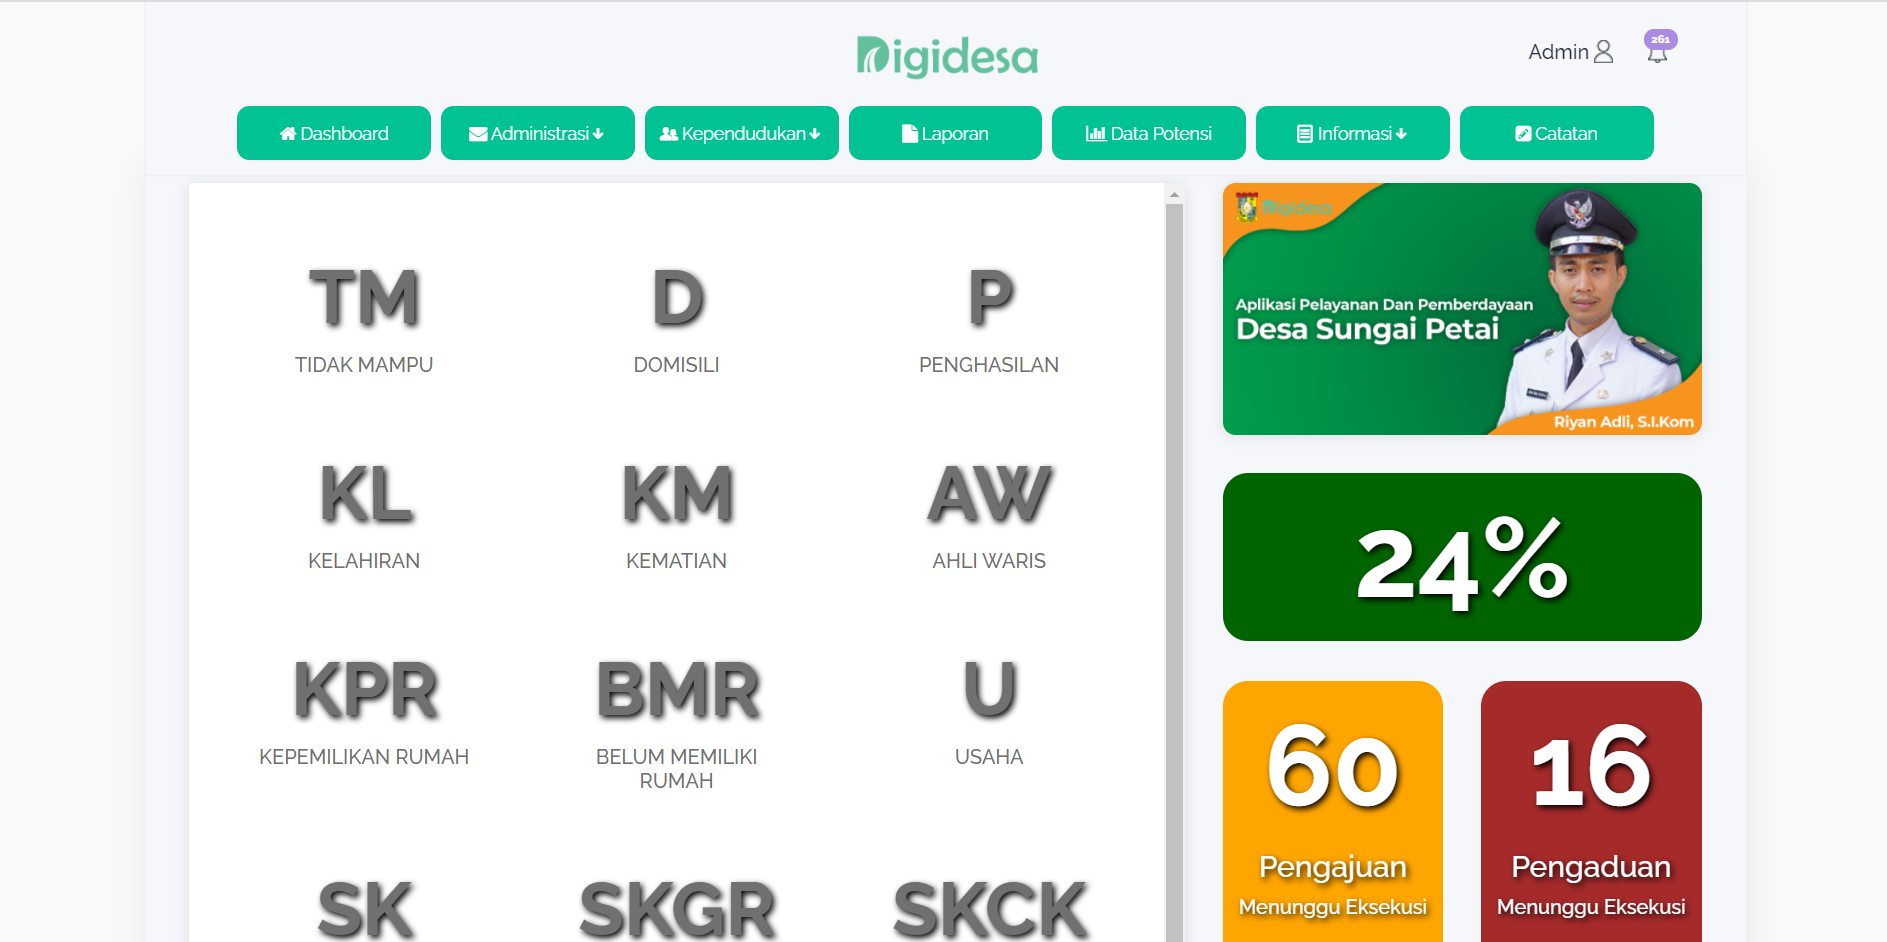 Digidesa
Admin
261
Dashboard
Administrasi
Kependudukan
Laporan
Data Potensi
Informasi
Catatan
TM
TIDAK MAMPU
D
DOMISILI
P
PENGHASILAN
KL
KELAHIRAN
KM
KEMATIAN
AW
AHLI WARIS
KPR
KEPEMILIKAN RUMAH
BMR
BELUM MEMILIKI
RUMAH
U
USAHA
SK
SKGR
SKCK
Digidesa
Aplikasi Pelayanan Dan Pemberdayaan
Desa Sungai Petai
Riyan Adli, S.I.Kom
24%
60
Pengajuan
Menunggu Eksekusi
16
Pengaduan
Menunggu Eksekusi